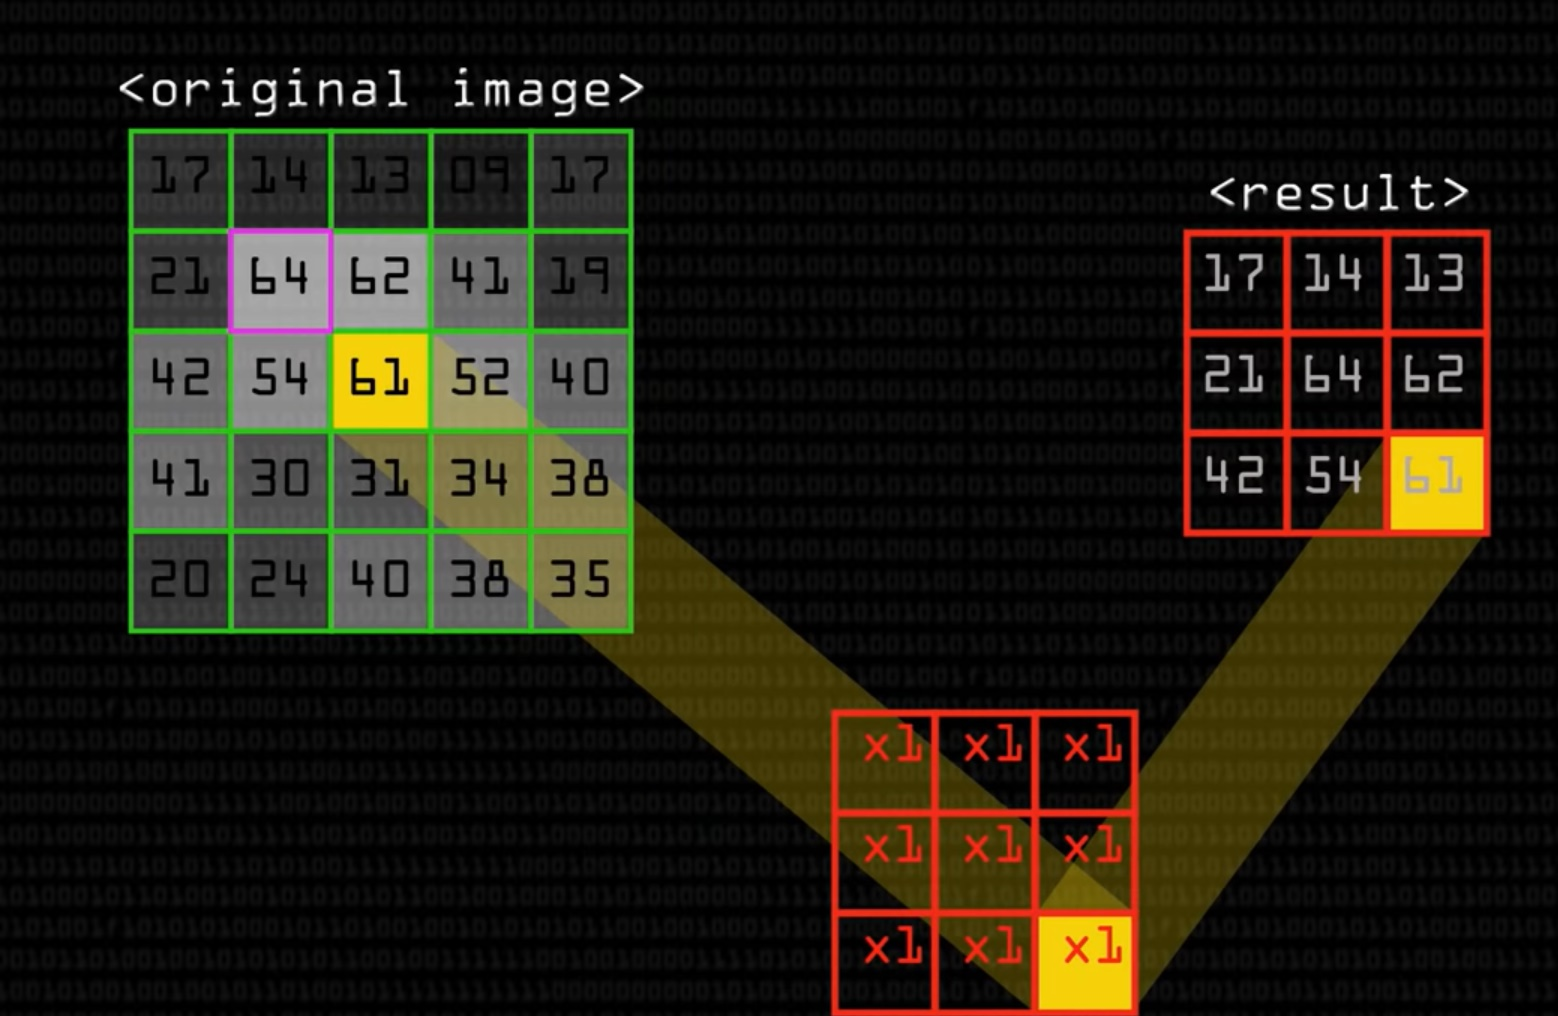 <original image>
17 14 13 09 17
21 64 62 41 19
42 54 61 52 40
41 30 31 34 38
20 24 40 38 35
<result>
17 14 13
21 64 62
42 54 61
x1 x1 x1
x1 x1 x1
x1 x1 x1